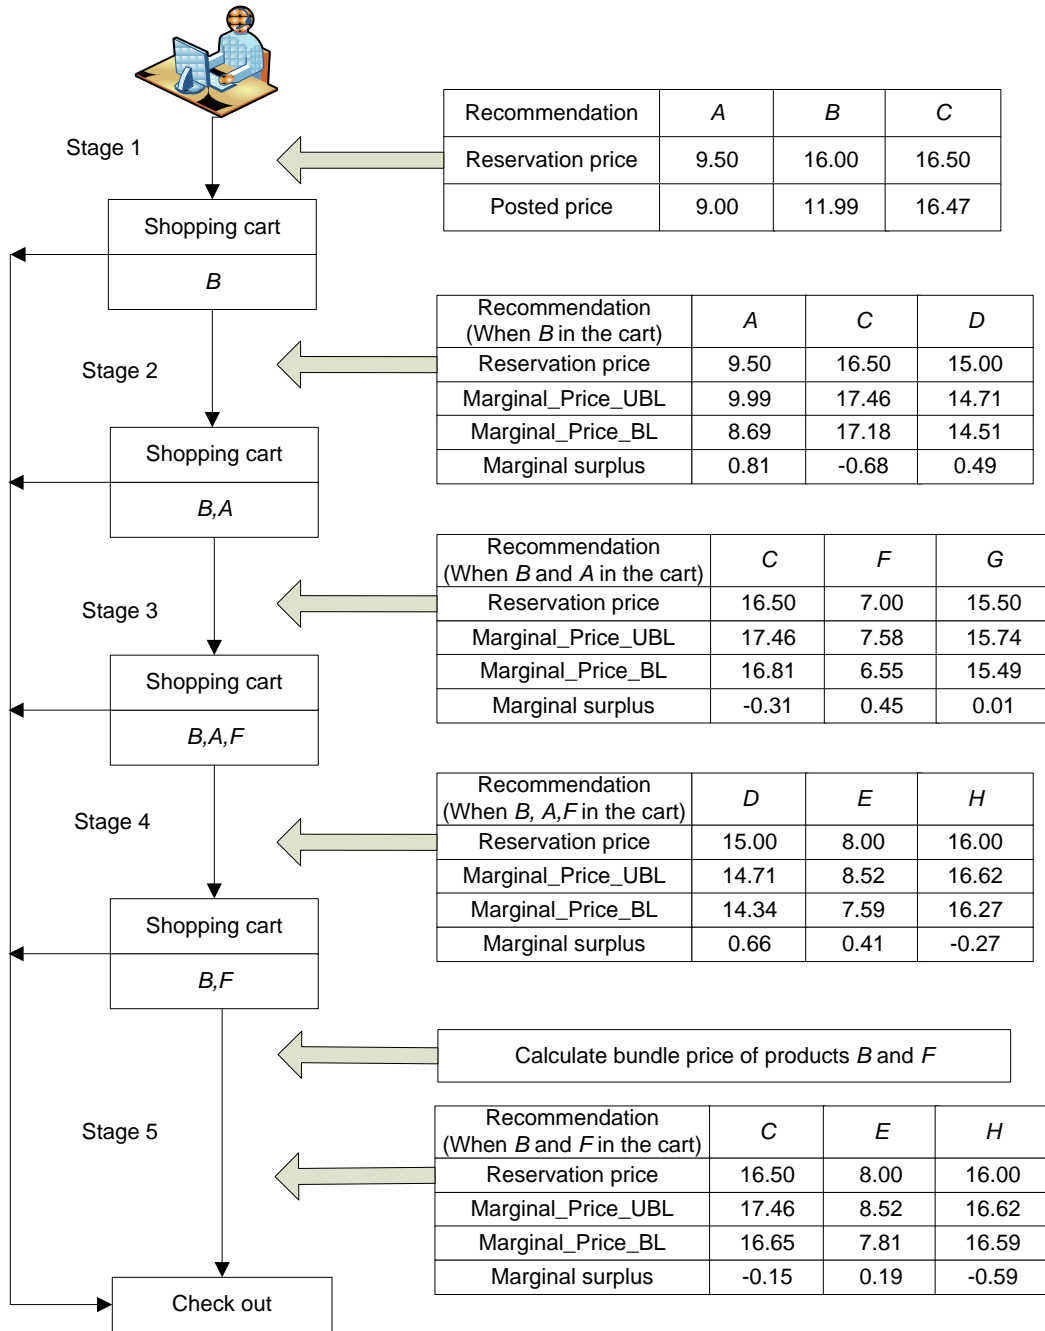 Stage 1
Recommendation A B C
Reservation price 9.50 16.00 16.50
Posted price 9.00 11.99 16.47
Shopping cart
B
Stage 2
Recommendation
(When B in the cart) A C D
Reservation price 9.50 16.50 15.00
Marginal_Price_UBL 9.99 17.46 14.71
Marginal_Price_BL 8.69 17.18 14.51
Marginal surplus 0.81 -0.68 0.49
Shopping cart
B,A
Stage 3
Recommendation
(When B and A in the cart) C F G
Reservation price 16.50 7.00 15.50
Marginal_Price_UBL 17.46 7.58 15.74
Marginal_Price_BL 16.81 6.55 15.49
Marginal surplus -0.31 0.45 0.01
Shopping cart
B,A,F
Stage 4
Recommendation
(When B, A,F in the cart) D E H
Reservation price 15.00 8.00 16.00
Marginal_Price_UBL 14.71 8.52 16.62
Marginal_Price_BL 14.34 7.59 16.27
Marginal surplus 0.66 0.41 -0.27
Shopping cart
B,F
Calculate bundle price of products B and F
Stage 5
Recommendation
(When B and F in the cart) C E H
Reservation price 16.50 8.00 16.00
Marginal_Price_UBL 17.46 8.52 16.62
Marginal_Price_BL 16.65 7.81 16.59
Marginal surplus -0.15 0.19 -0.59
Check out